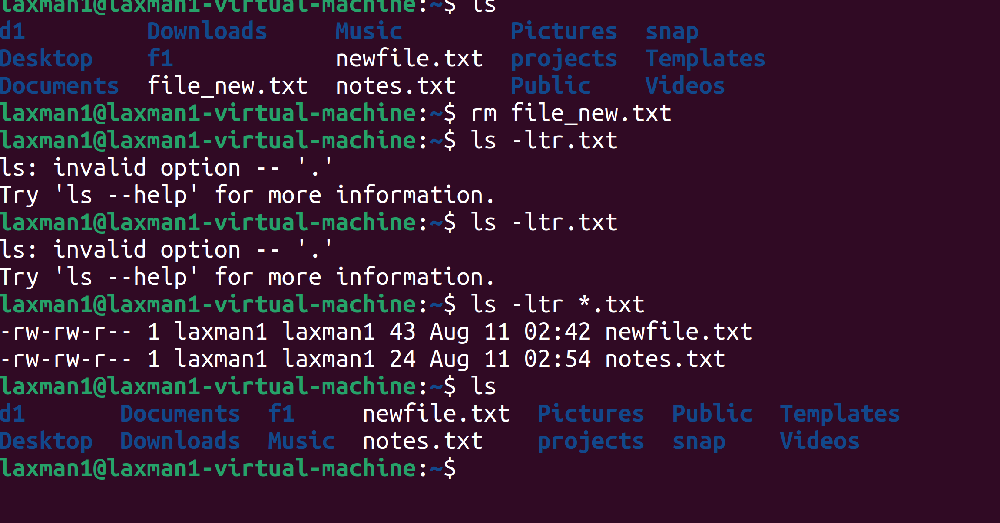 laxman1@laxman1-virtual-machine:~$ ls
d1 Downloads Music Pictures snap
Desktop f1 newfile.txt projects Templates
Documents file_new.txt notes.txt Public Videos
laxman1@laxman1-virtual-machine:~$ rm file_new.txt
laxman1@laxman1-virtual-machine:~$ ls -ltr.txt
ls: invalid option -- '.'
Try 'ls --help' for more information.
laxman1@laxman1-virtual-machine:~$ ls -ltr.txt
ls: invalid option -- '.'
Try 'ls --help' for more information.
laxman1@laxman1-virtual-machine:~$ ls -ltr *.txt
-rw-rw-r-- 1 laxman1 laxman1 43 Aug 11 02:42 newfile.txt
-rw-rw-r-- 1 laxman1 laxman1 24 Aug 11 02:54 notes.txt
laxman1@laxman1-virtual-machine:~$ ls
d1 Documents f1 newfile.txt Pictures Public Templates
Desktop Downloads Music notes.txt projects snap Videos
laxman1@laxman1-virtual-machine:~$